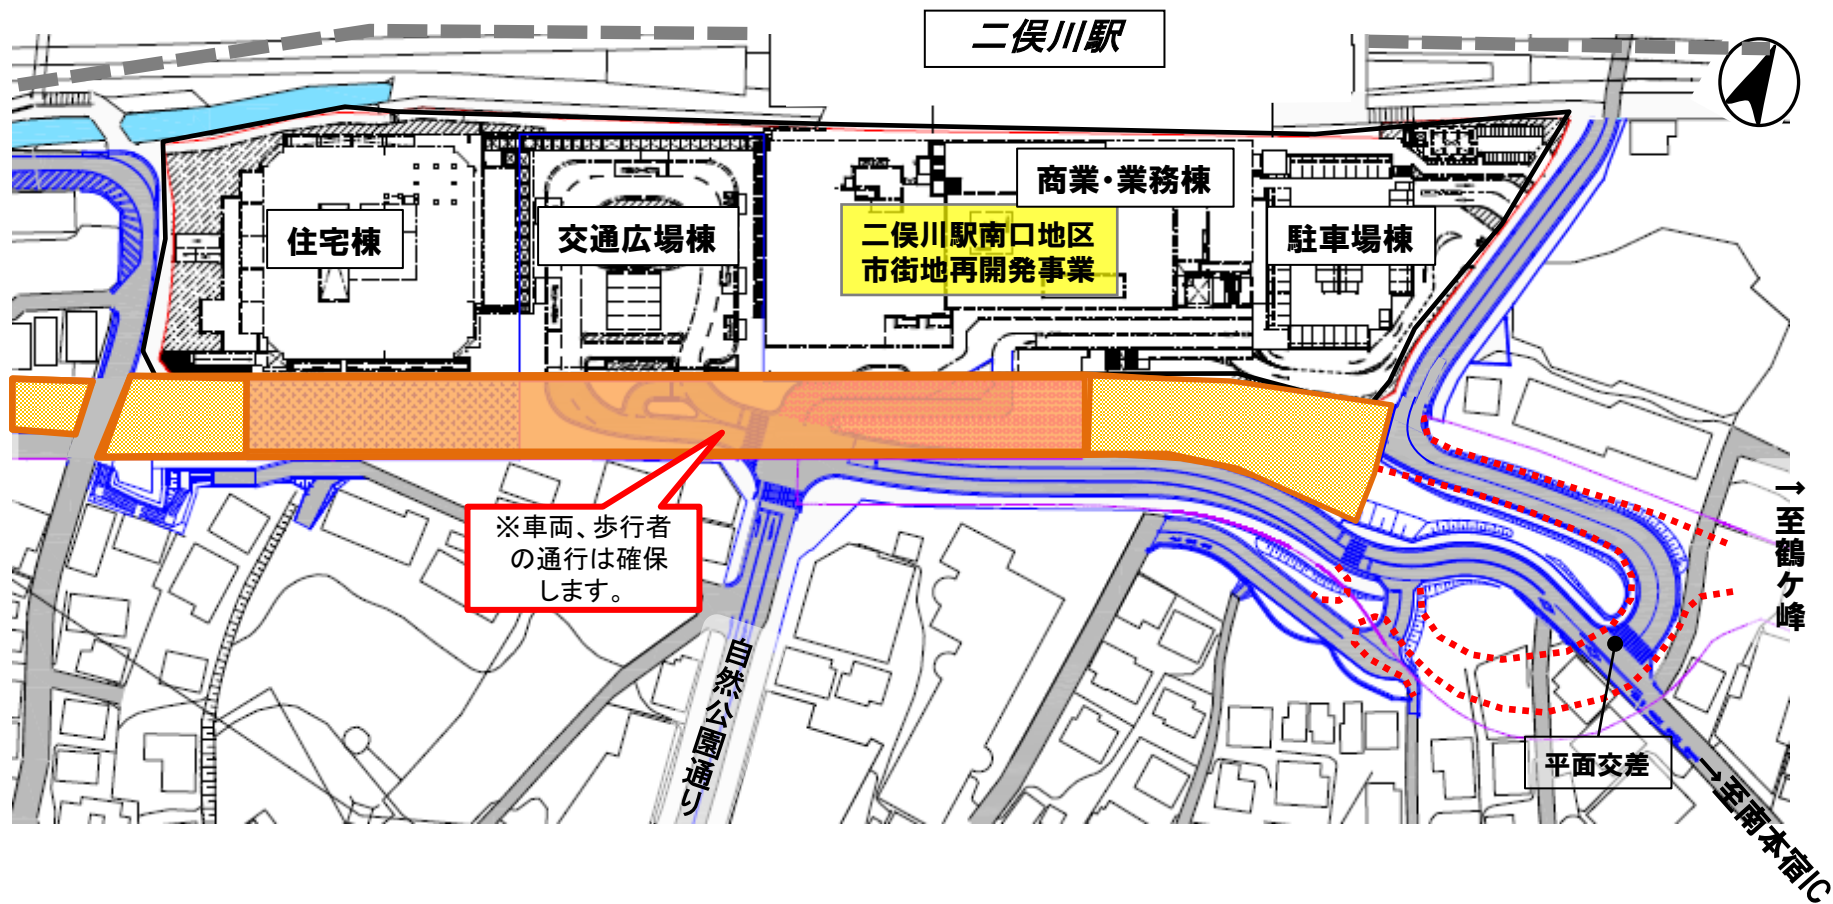 二俣川駅
商業・業務棟
住宅棟
交通広場棟
二俣川駅南口地区
市街地再開発事業
駐車場棟
※車両、歩行者
の通行は確保
します。
→至鶴ケ峰
自然公園通り
平面交差
→至南本宿IC